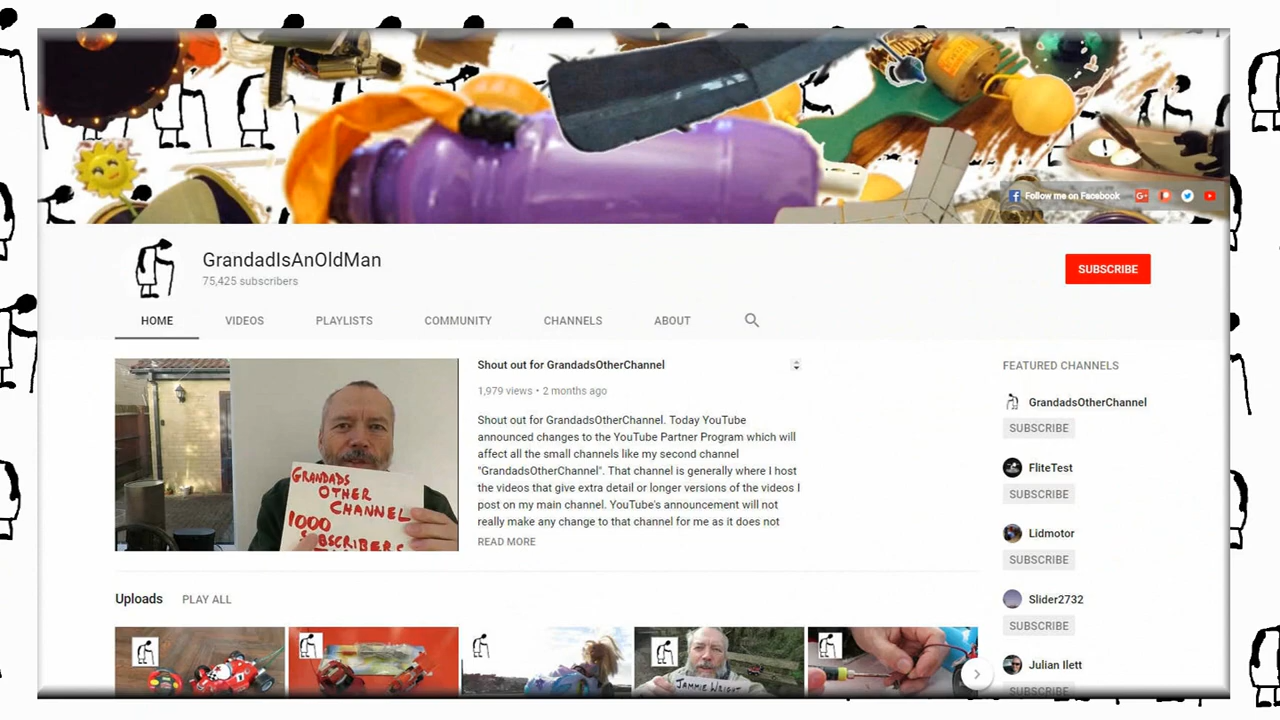 Follow me on Facebook
GrandadIsAnOldMan
75,425 subscribers
SUBSCRIBE
HOME VIDEOS PLAYLISTS COMMUNITY CHANNELS ABOUT
GRANDADS
OTHER
CHANNEL
1000
SUBSCRIBERS
Shout out for GrandadsOtherChannel
1,979 views • 2 months ago
Shout out for GrandadsOtherChannel. Today YouTube
announced changes to the YouTube Partner Program which will
affect all the small channels like my second channel
"GrandadsOtherChannel". That channel is generally where I host
the videos that give extra detail or longer versions of the videos I
post on my main channel. YouTube's announcement will not
really make any change to that channel for me as it does not
READ MORE
FEATURED CHANNELS
GrandadsOtherChannel
SUBSCRIBE
FliteTest
SUBSCRIBE
Lidmotor
SUBSCRIBE
Slider2732
SUBSCRIBE
Julian Ilett
SUBSCRIBE
Uploads PLAY ALL
JAMMIE WRIGHT